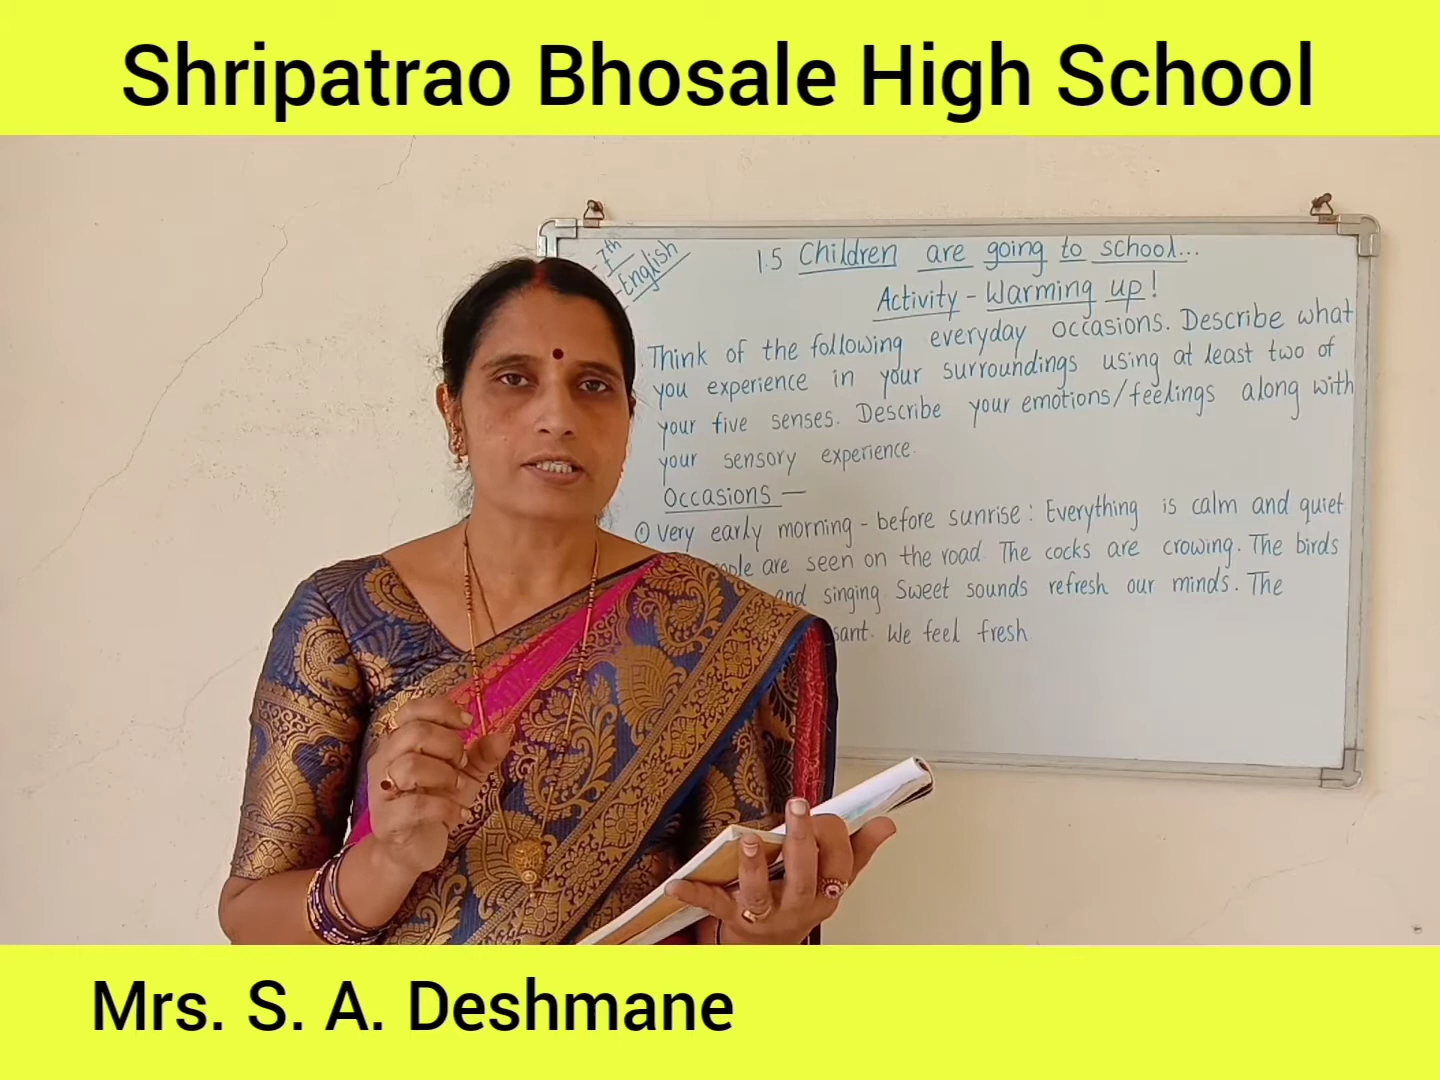 Shripatrao Bhosale High School
7th
English
1.5 Children are going to school...
Activity - Warming up!
Think of the following everyday occasions. Describe what
you experience in your surroundings using at least two of
your five senses. Describe your emotions/feelings along with
your sensory experience.
Occasions —
① Very early morning - before sunrise : Everything is calm and quiet
are seen on the road. The cocks are crowing. The birds
and singing Sweet sounds refresh our minds. The
We feel fresh
Mrs. S. A. Deshmane